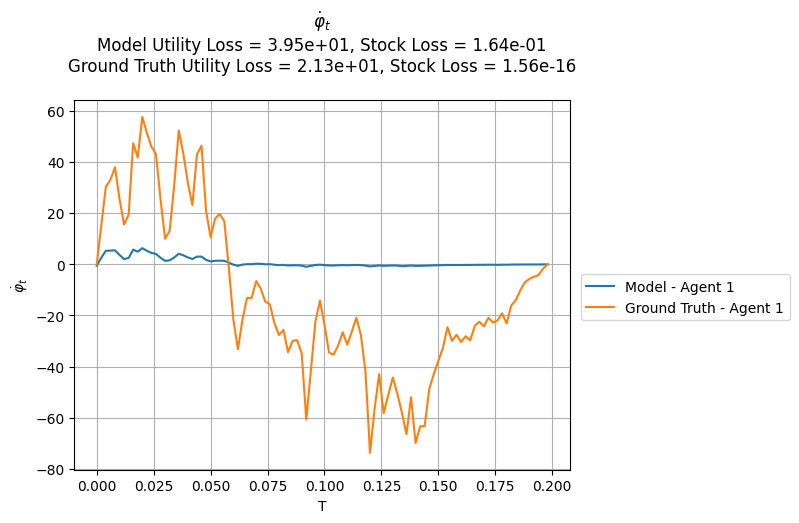 φ̇ₜ
Model Utility Loss = 3.95e+01, Stock Loss = 1.64e-01
Ground Truth Utility Loss = 2.13e+01, Stock Loss = 1.56e-16
60
40
20
0
−20
−40
−60
−80
φ̇ₜ
0.000
0.025
0.050
0.075
0.100
0.125
0.150
0.175
0.200
T
Model - Agent 1
Ground Truth - Agent 1